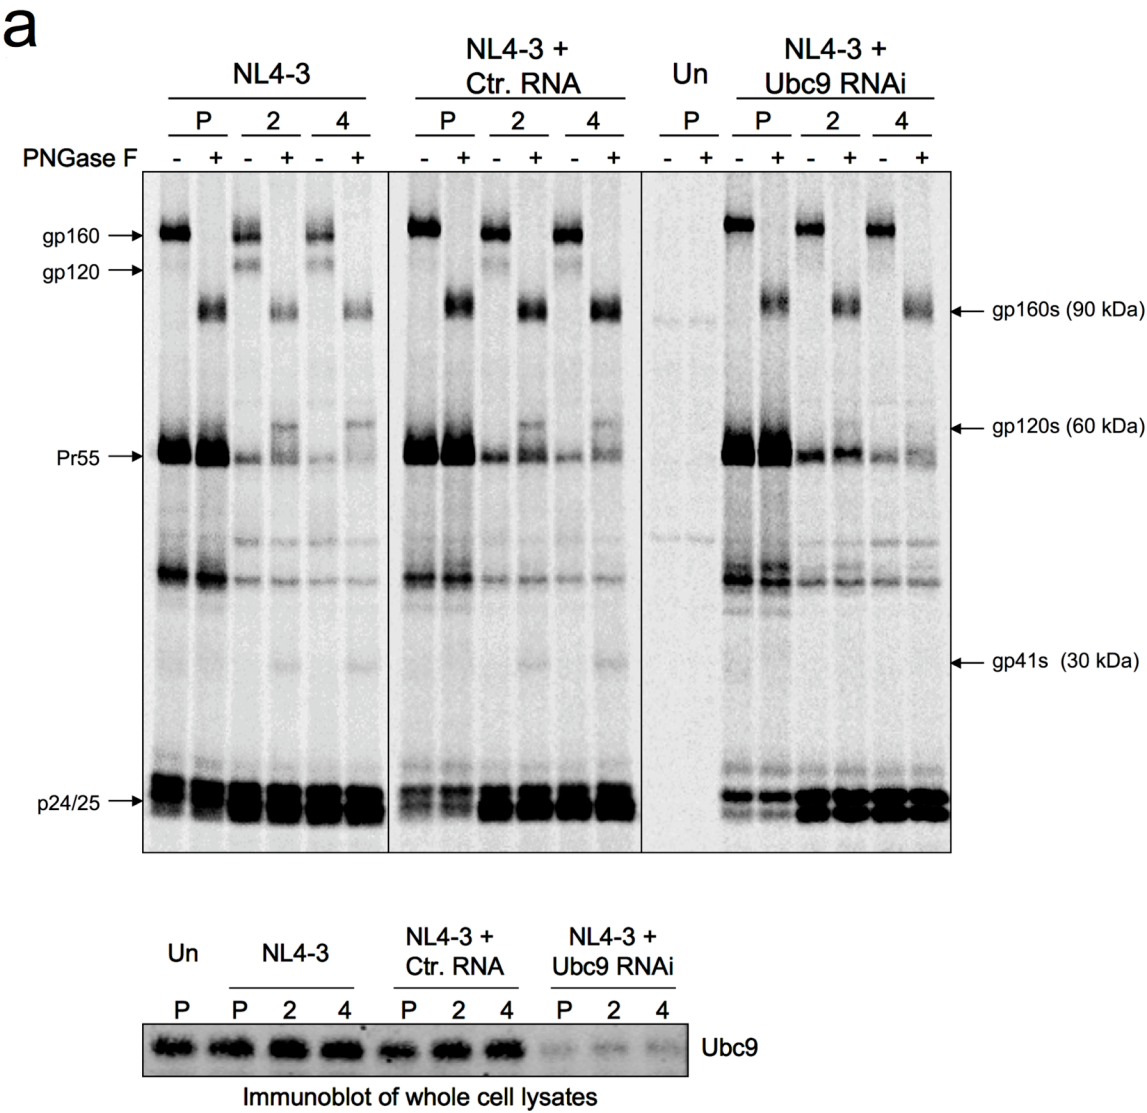 a
NL4-3
NL4-3 +
Ctr. RNA
Un
NL4-3 +
Ubc9 RNAi
P 2 4 P 2 4 P P 2 4
PNGase F - + - + - + - + - + - + - + - + - + - +
gp160
gp120
gp160s (90 kDa)
gp120s (60 kDa)
Pr55
gp41s (30 kDa)
p24/25
Un
NL4-3
NL4-3 +
Ctr. RNA
NL4-3 +
Ubc9 RNAi
P P 2 4 P 2 4 P 2 4
Ubc9
Immunoblot of whole cell lysates